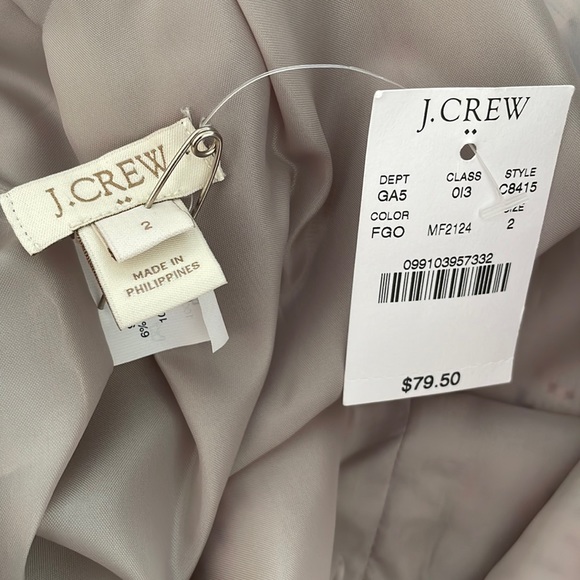 J.CREW
2
MADE IN
PHILIPPINES
6%
J.CREW
DEPT CLASS STYLE
GA5 013 C8415
COLOR SIZE
FGO MF2124 2
099103957332
$79.50